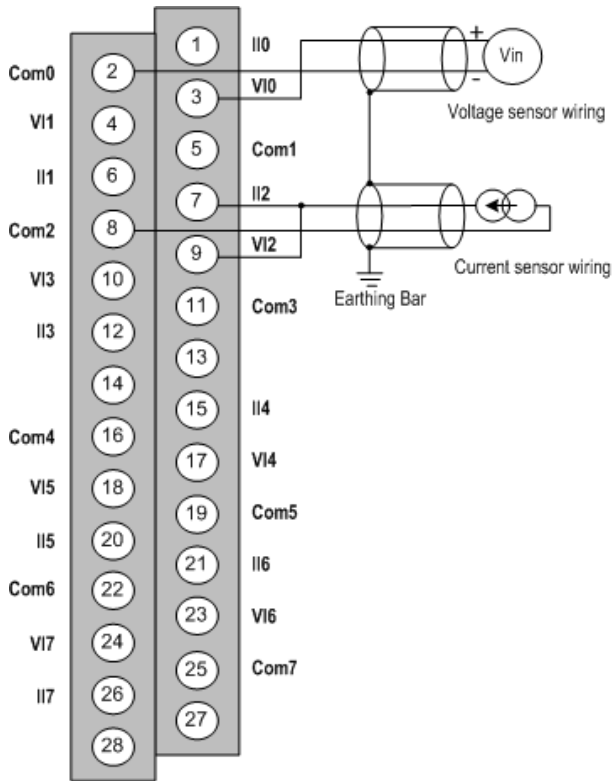 1 II0
Com0 2
3 VI0
+
Vin
-
Voltage sensor wiring
VI1 4
5 Com1
II1 6
7 II2
Com2 8
9 VI2
Current sensor wiring
VI3 10
Earthing Bar
11 Com3
II3 12
13
14
15 II4
Com4 16
17 VI4
VI5 18
19 Com5
II5 20
21 II6
Com6 22
23 VI6
VI7 24
25 Com7
II7 26
27
28